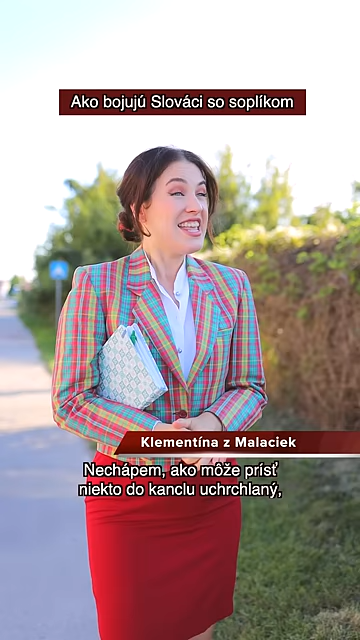 Ako bojujú Slováci so soplíkom
Klementína z Malaciek
Nechápem, ako môže prísť
niekto do kanclu uchrchlaný,